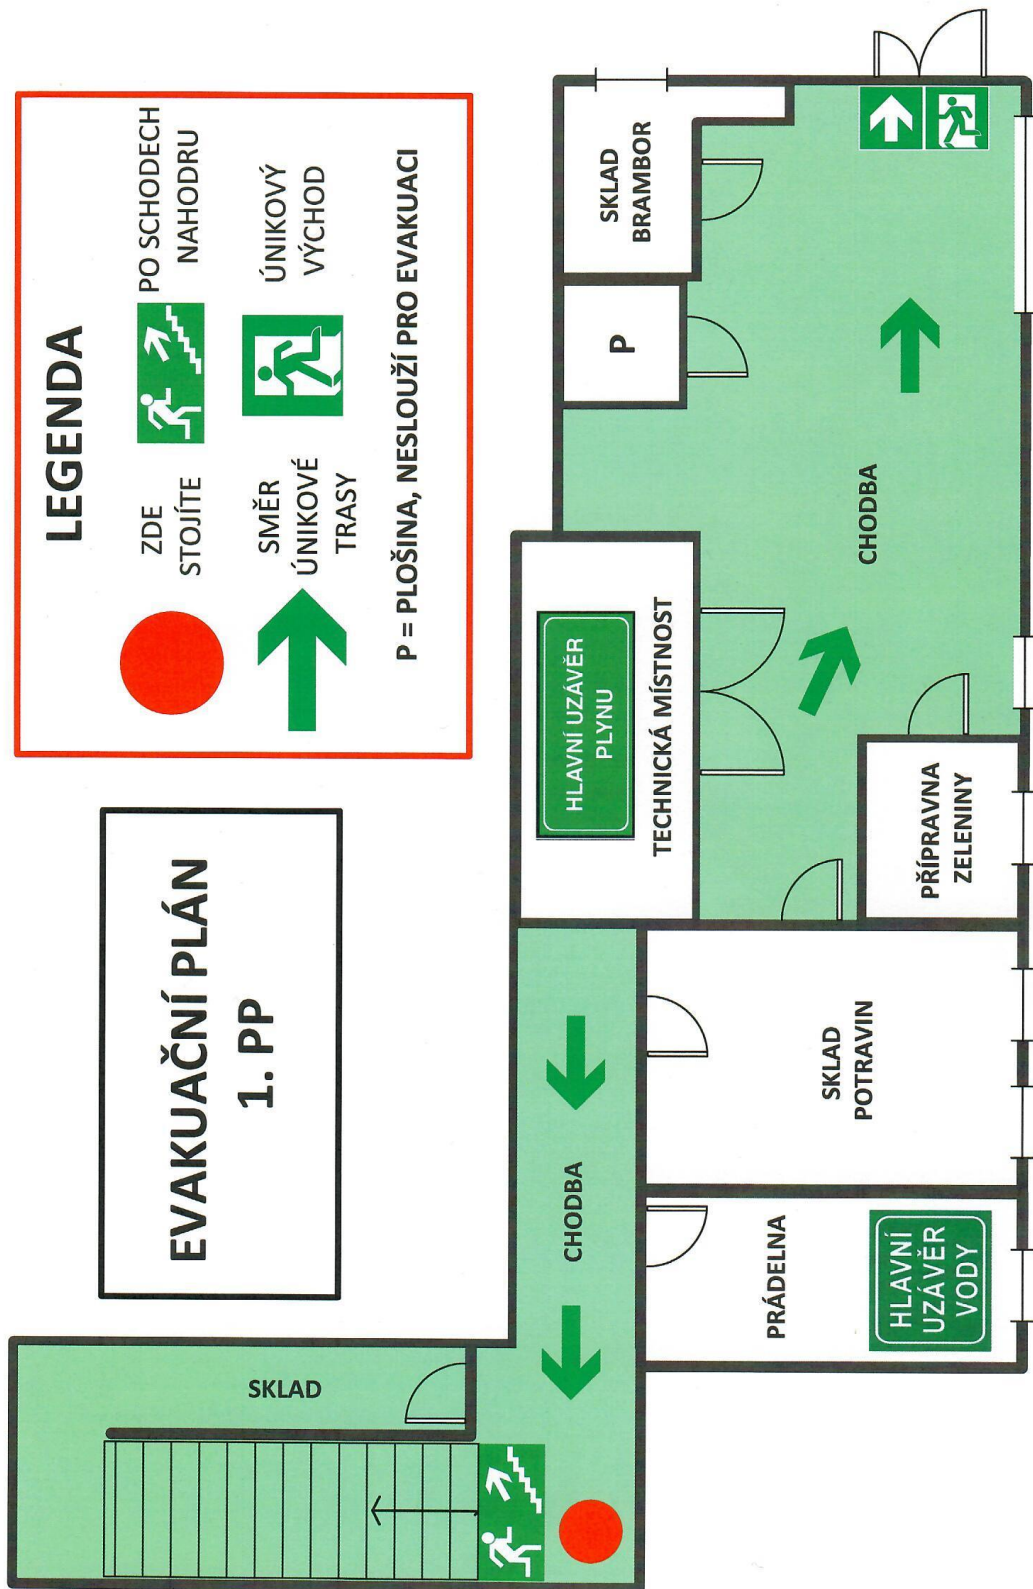 EVAKUAČNÍ PLÁN
1. PP
LEGENDA
ZDE
STOJÍTE
PO SCHODECH
NAHODRU
SMĚR
ÚNIKOVÉ
TRASY
ÚNIKOVÝ
VÝCHOD
P = PLOŠINA, NESLOUŽÍ PRO EVAKUACI
SKLAD
CHODBA
PRÁDELNA
HLAVNÍ
UZÁVĚR
VODY
SKLAD
POTRAVIN
HLAVNÍ UZÁVĚR
PLYNU
TECHNICKÁ MÍSTNOST
PŘÍPRAVNA
ZELENINY
CHODBA
P
SKLAD
BRAMBOR